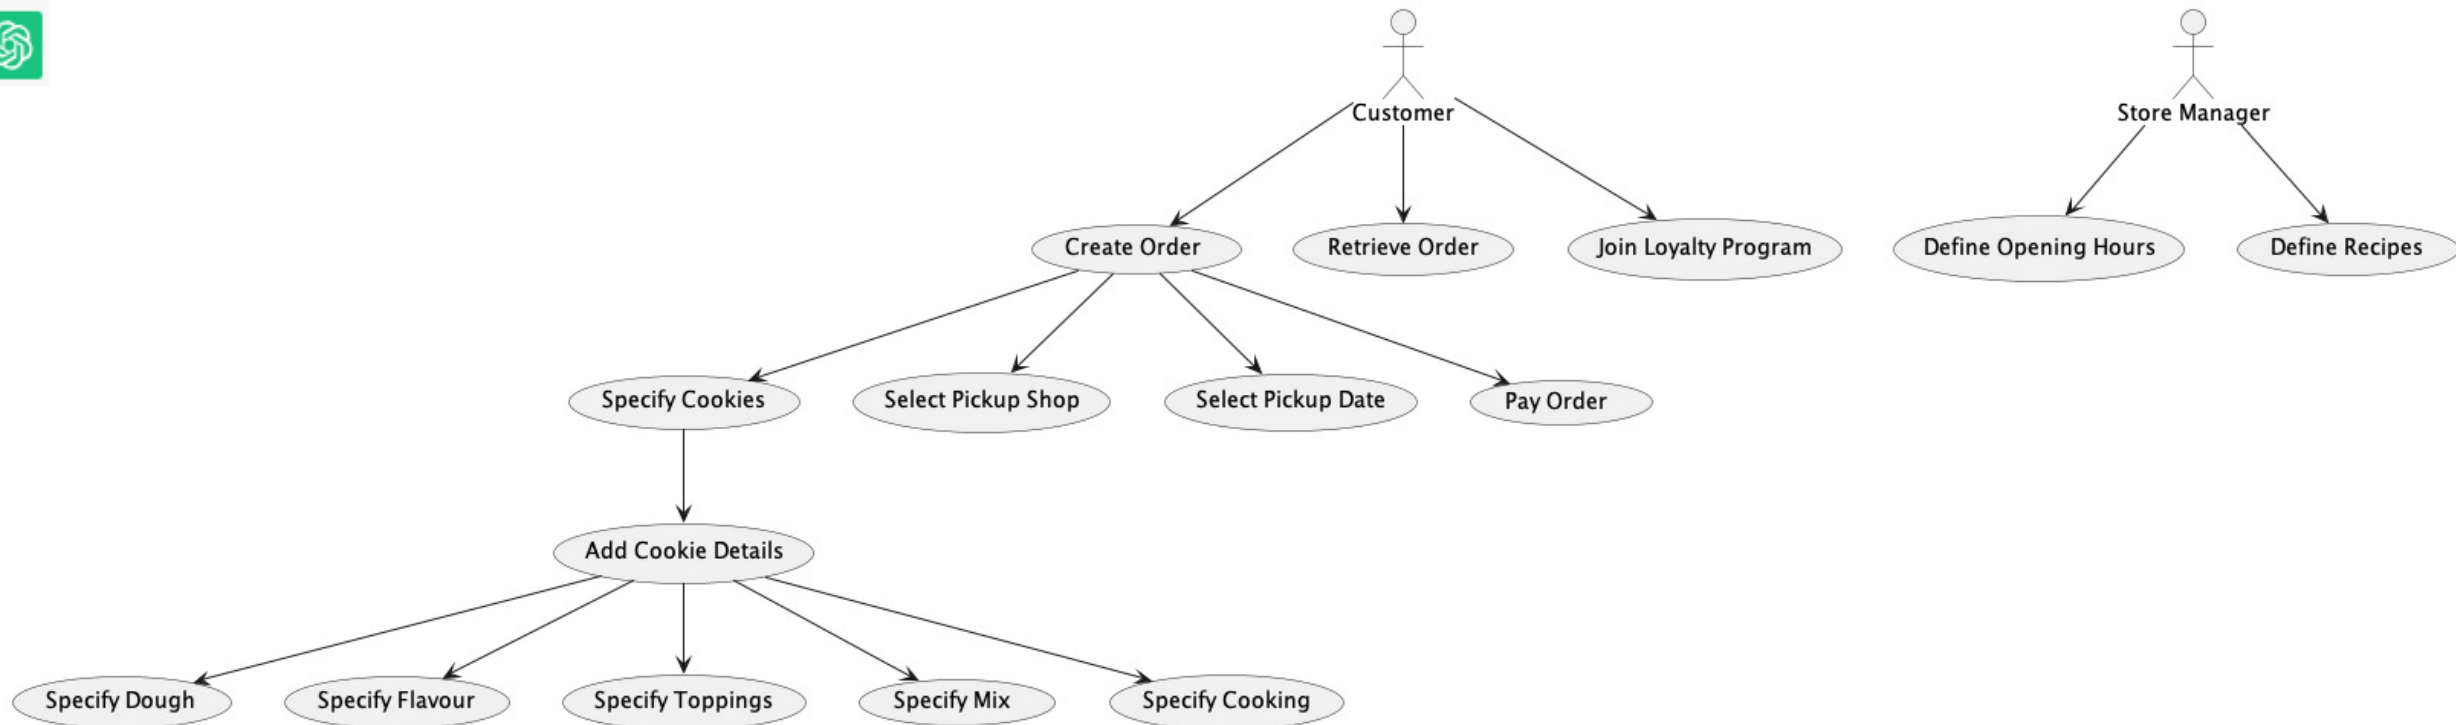 Customer
Store Manager
Create Order
Retrieve Order
Join Loyalty Program
Define Opening Hours
Define Recipes
Specify Cookies
Select Pickup Shop
Select Pickup Date
Pay Order
Add Cookie Details
Specify Dough
Specify Flavour
Specify Toppings
Specify Mix
Specify Cooking